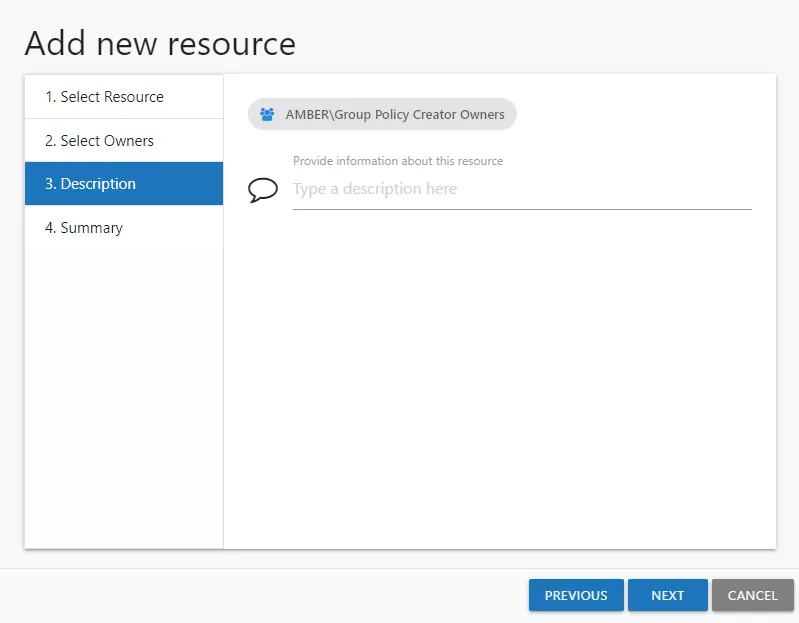 Add new resource
1. Select Resource
2. Select Owners
3. Description
4. Summary
AMBER\Group Policy Creator Owners
Provide information about this resource
Type a description here
PREVIOUS
NEXT
CANCEL